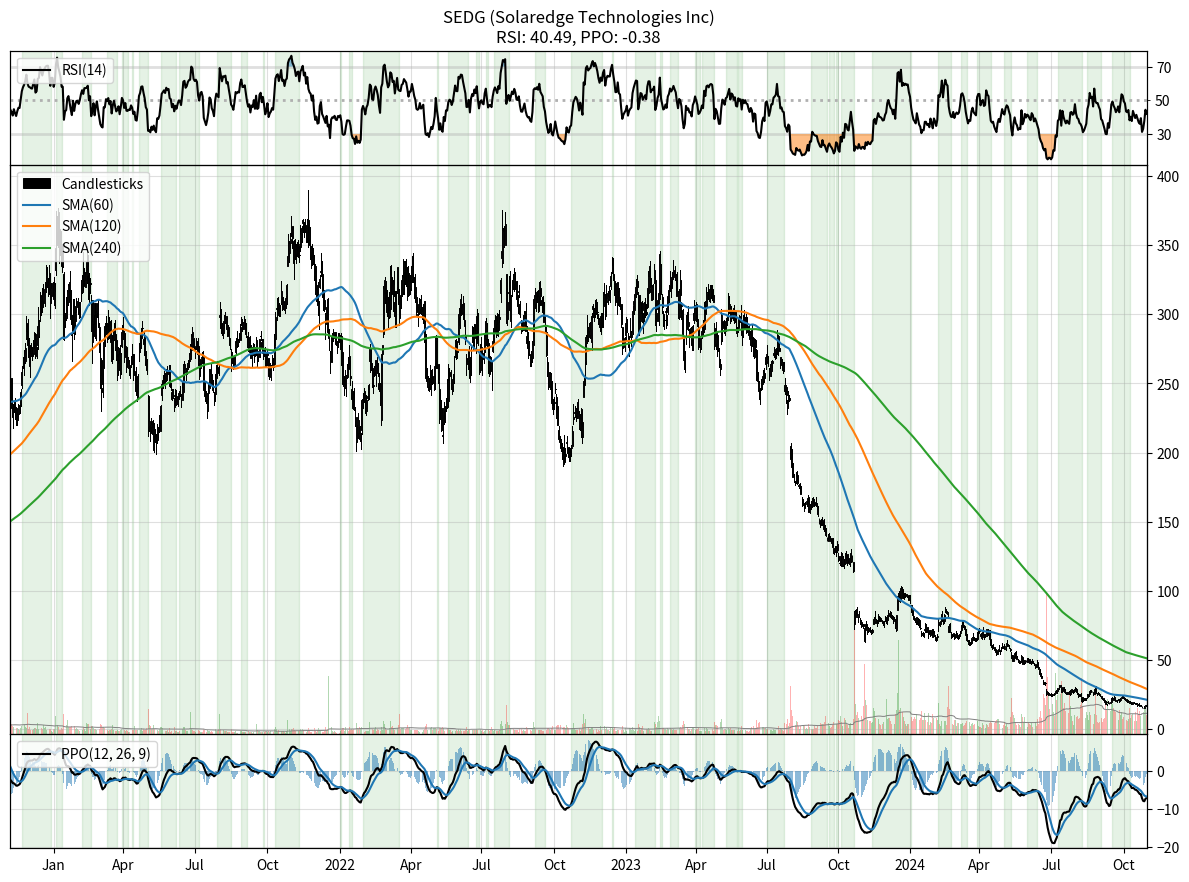 SEDG (Solaredge Technologies Inc)
RSI: 40.49, PPO: -0.38
RSI(14)
70
50
30
Candlesticks
SMA(60)
SMA(120)
SMA(240)
400
350
300
250
200
150
100
50
0
PPO(12, 26, 9)
0
−10
−20
Jan Apr Jul Oct 2022 Apr Jul Oct 2023 Apr Jul Oct 2024 Apr Jul Oct